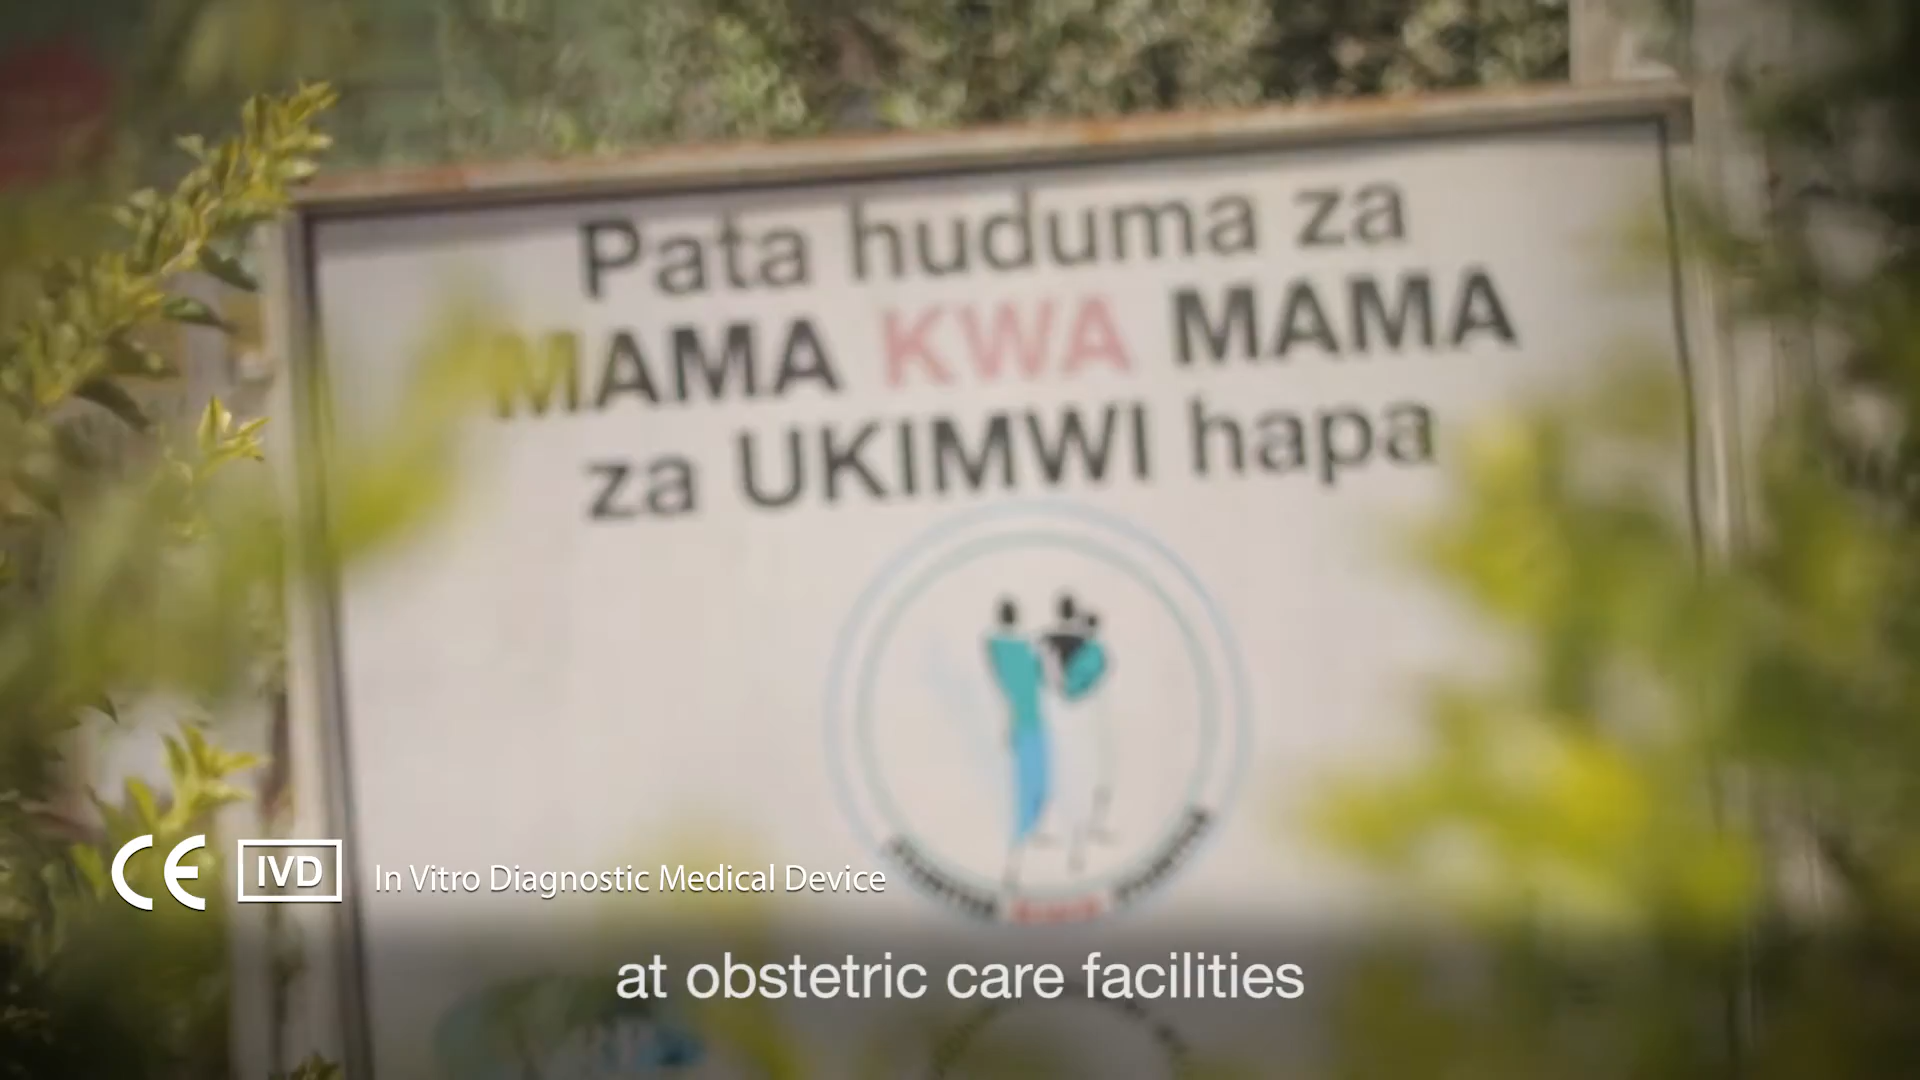 Pata huduma za
MAMA KWA MAMA
za UKIMWI hapa
CE IVD In Vitro Diagnostic Medical Device
at obstetric care facilities